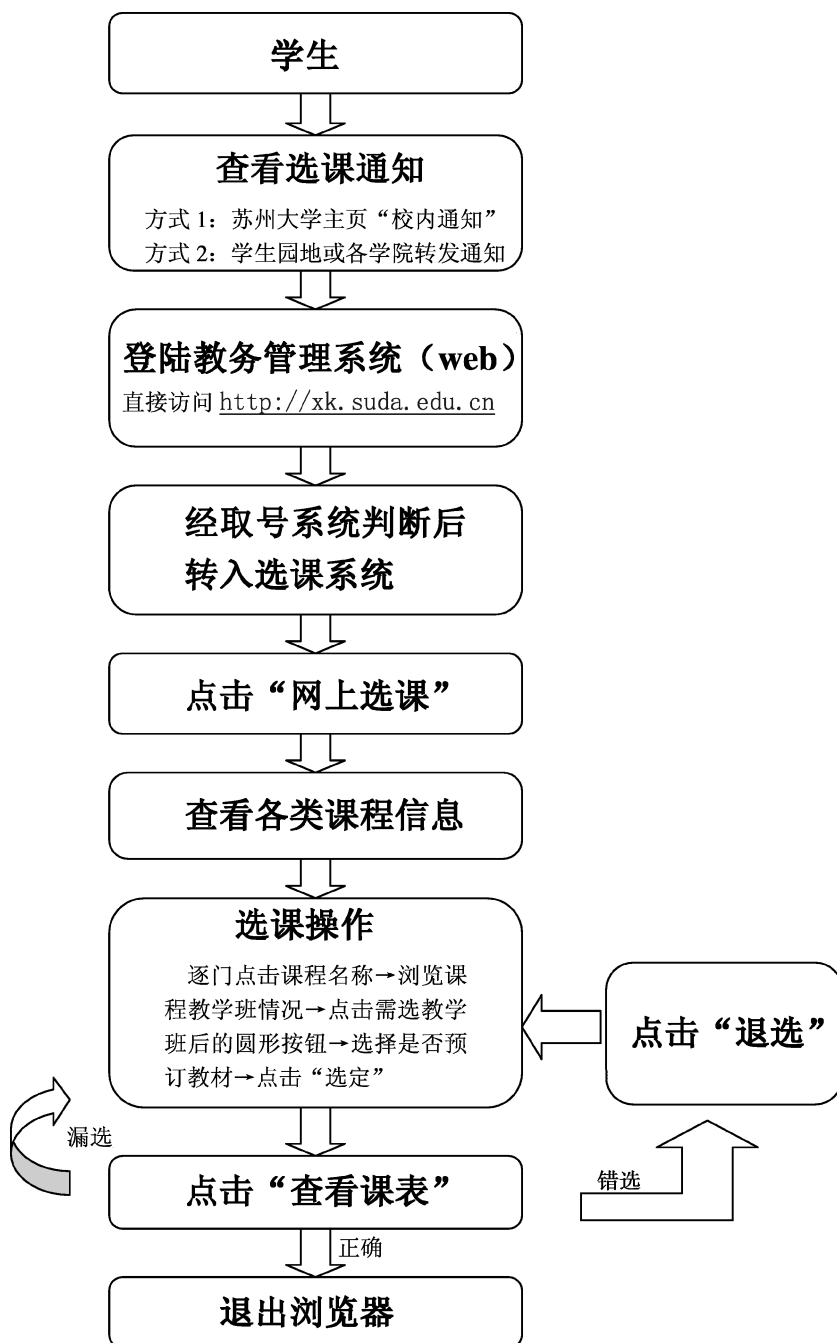 学生
查看选课通知
方式 1：苏州大学主页“校内通知”
方式 2：学生园地或各学院转发通知
登陆教务管理系统（web）
直接访问 http://xk.suda.edu.cn
经取号系统判断后
转入选课系统
点击“网上选课”
查看各类课程信息
选课操作
逐门点击课程名称→浏览课
程教学班情况→点击需选教学
班后的圆形按钮→选择是否预
订教材→点击“选定”
点击“退选”
漏选
错选
点击“查看课表”
正确
退出浏览器